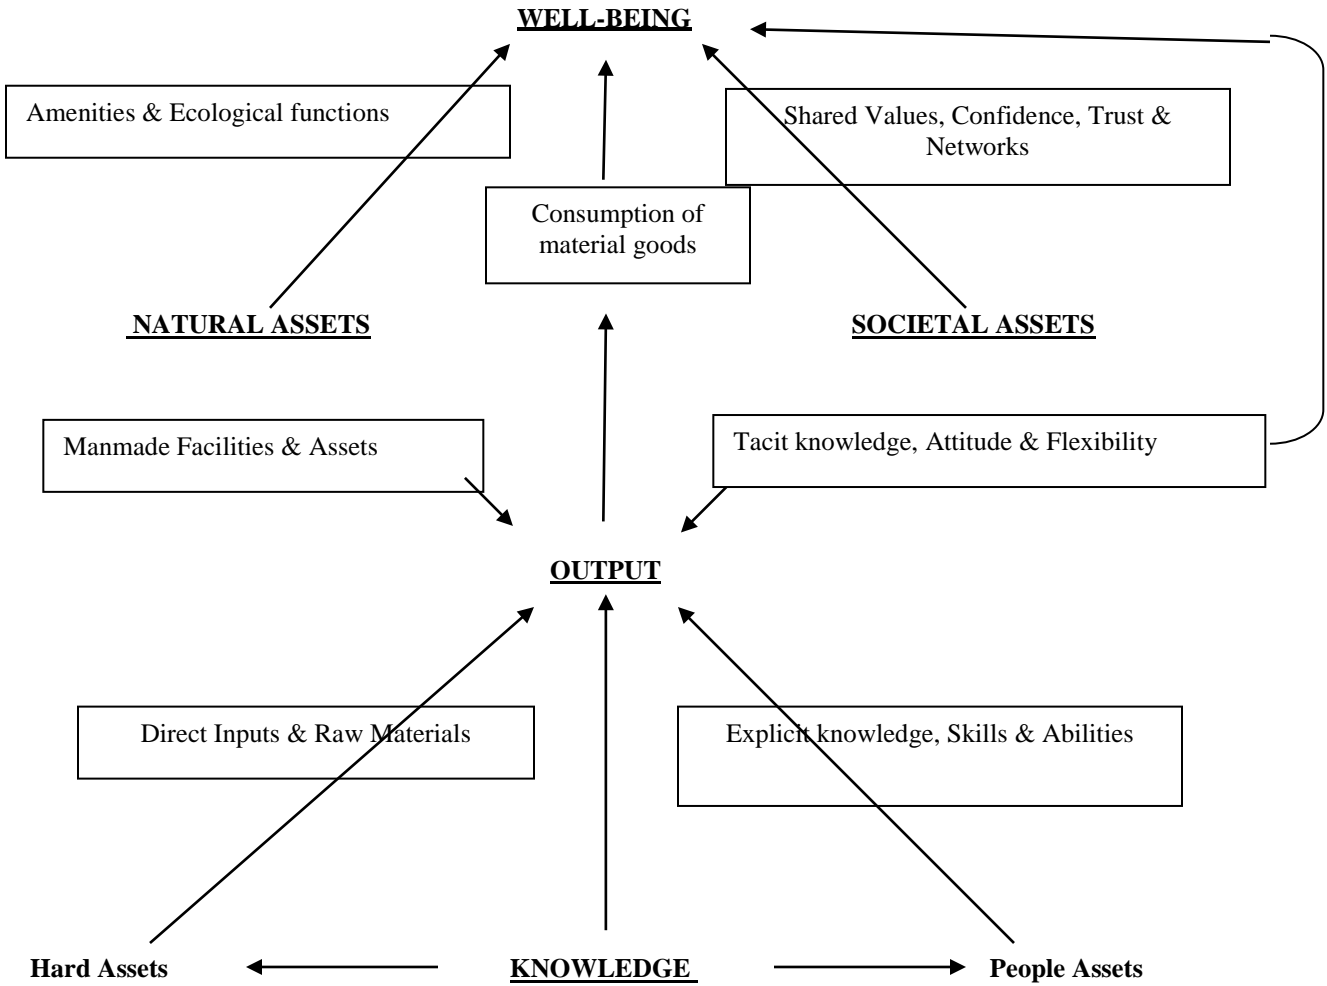 WELL-BEING
Amenities & Ecological functions
Shared Values, Confidence, Trust &
Networks
Consumption of
material goods
NATURAL ASSETS
SOCIETAL ASSETS
Manmade Facilities & Assets
Tacit knowledge, Attitude & Flexibility
OUTPUT
Direct Inputs & Raw Materials
Explicit knowledge, Skills & Abilities
Hard Assets
KNOWLEDGE
People Assets